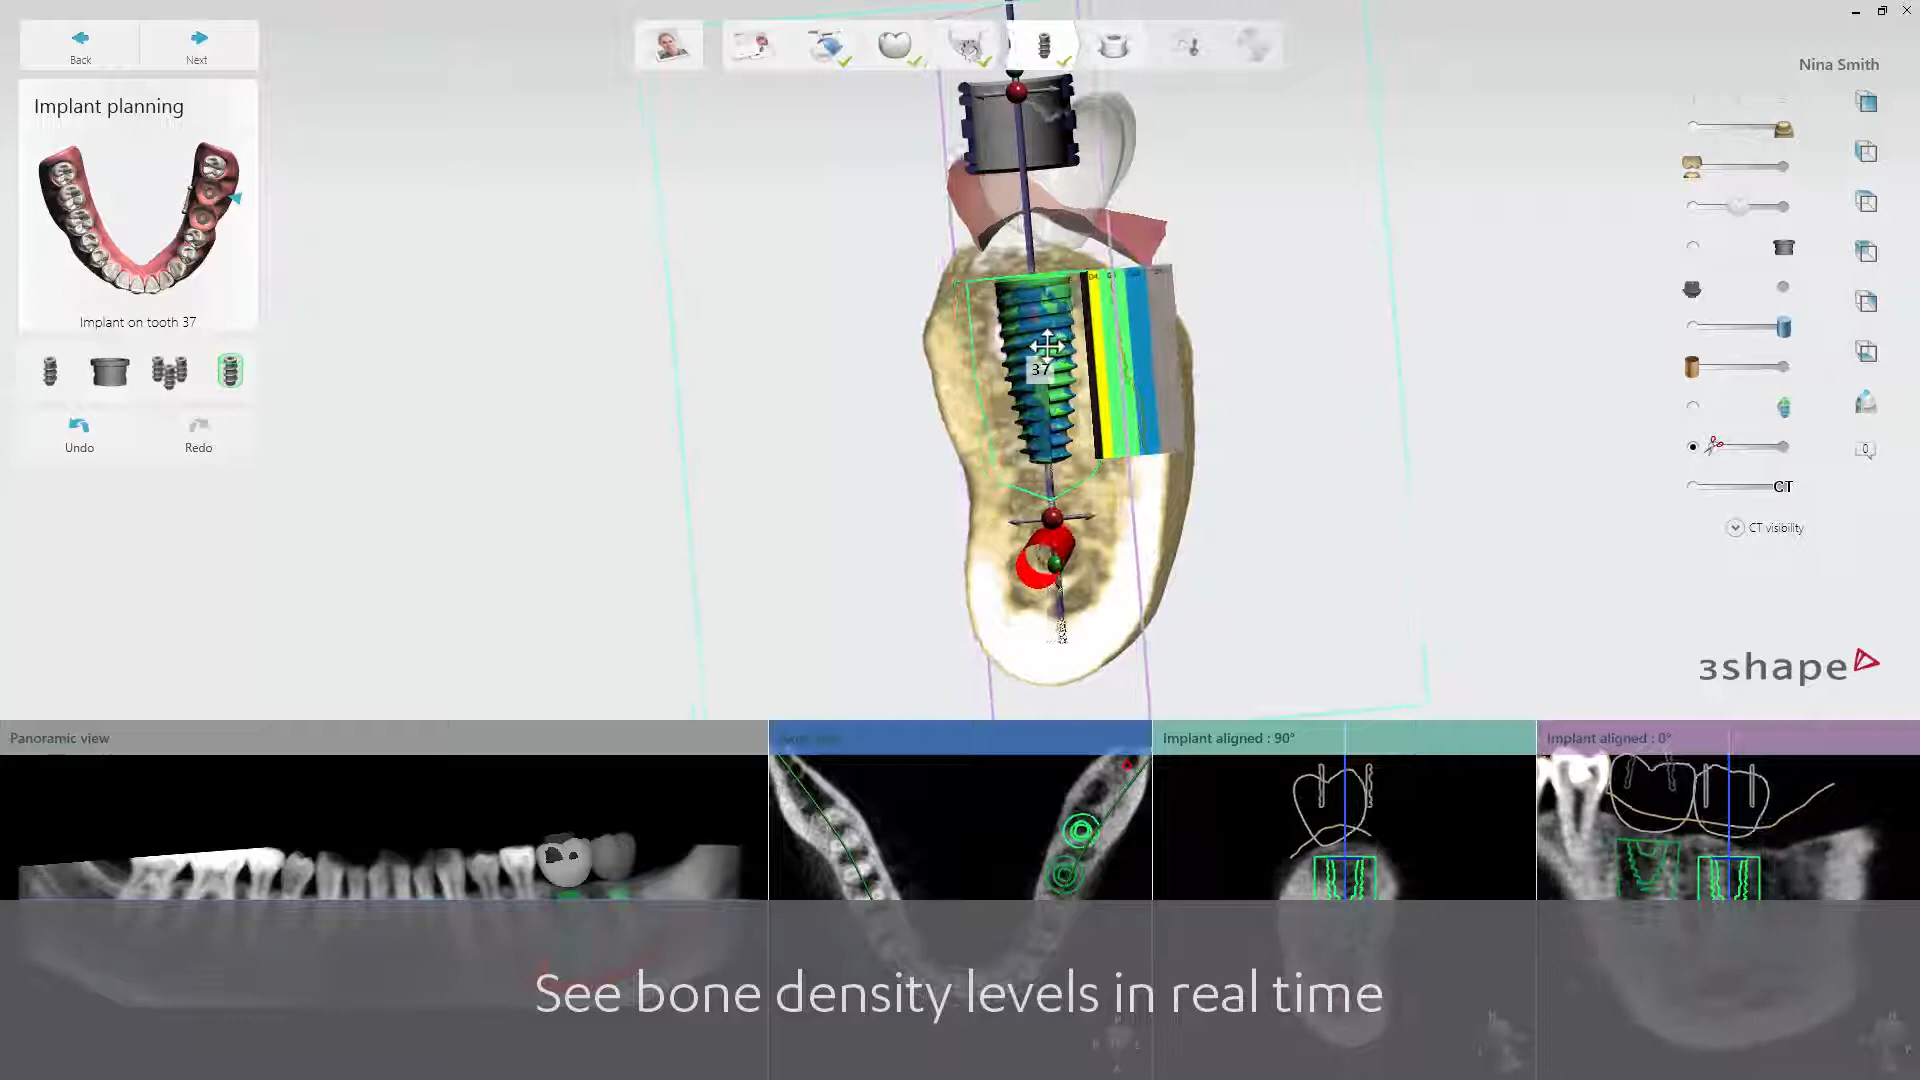 Back
Next
Nina Smith
Implant planning
Implant on tooth 37
37
Undo
Redo
0
CT
CT visibility
3shape
Panoramic view
Implant aligned : 90°
Implant aligned : 0°
See bone density levels in real time